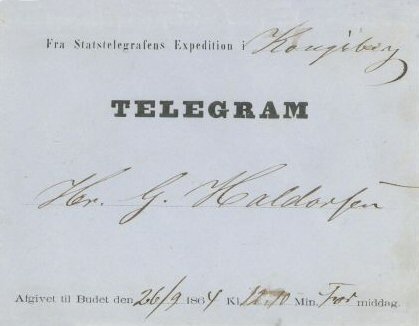 Fra Statstelegrafens Expedition i Kongsberg
TELEGRAM
Hr. G. Haldorsen
Afgivet til Budet den 26/9 1864 Kl. 12.10 Min. For middag.